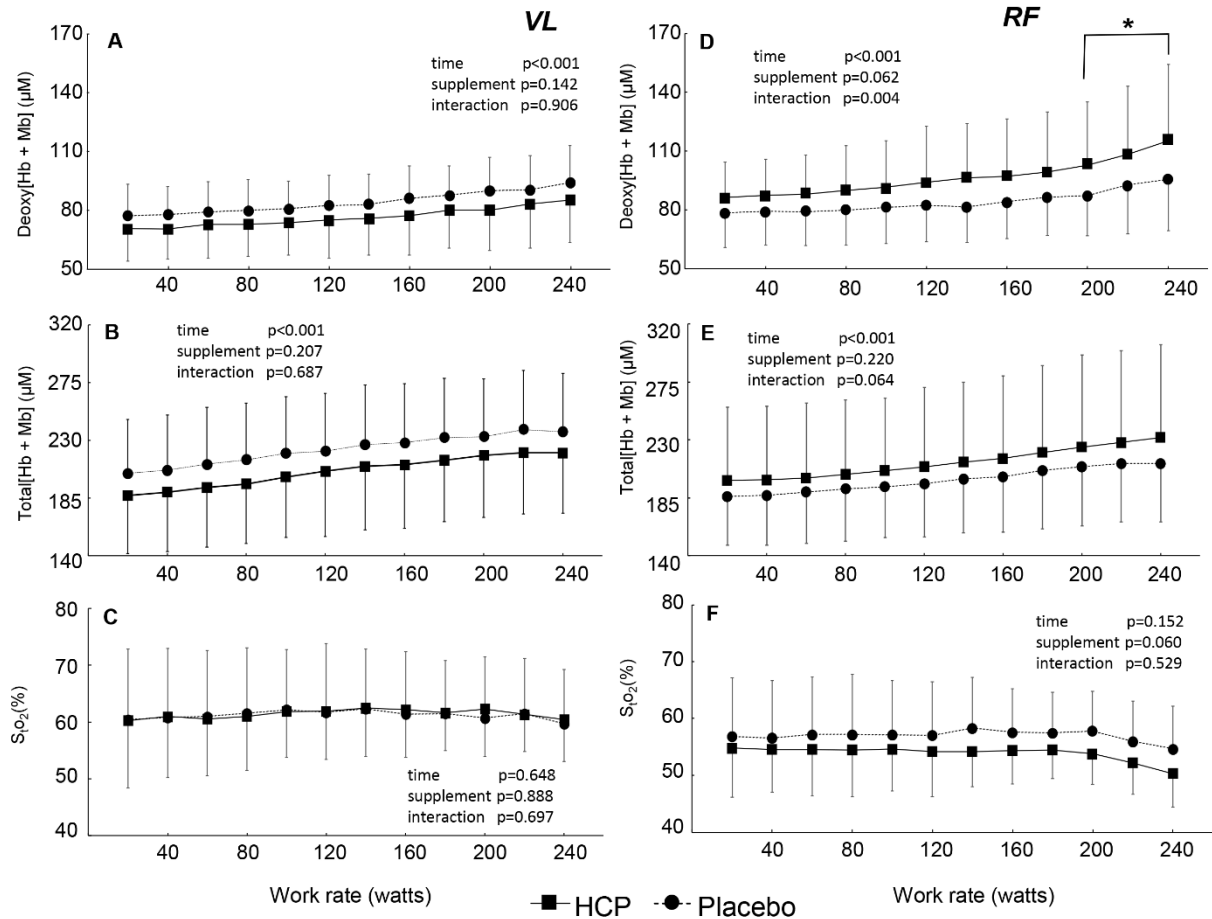 VL
RF
A
170
140
110
80
50
Deoxy[Hb + Mb] (µM)
time p<0.001
supplement p=0.142
interaction p=0.906
40 80 120 160 200 240
D
170
140
110
80
50
Deoxy[Hb + Mb] (µM)
time p<0.001
supplement p=0.062
interaction p=0.004
*
40 80 120 160 200 240
B
320
275
230
185
140
Total[Hb + Mb] (µM)
time p<0.001
supplement p=0.207
interaction p=0.687
40 80 120 160 200 240
E
320
275
230
185
140
Total[Hb + Mb] (µM)
time p<0.001
supplement p=0.220
interaction p=0.064
40 80 120 160 200 240
C
80
70
60
50
40
StO2(%)
time p=0.648
supplement p=0.888
interaction p=0.697
40 80 120 160 200 240
Work rate (watts)
F
80
70
60
50
40
StO2(%)
time p=0.152
supplement p=0.060
interaction p=0.529
40 80 120 160 200 240
Work rate (watts)
HCP Placebo